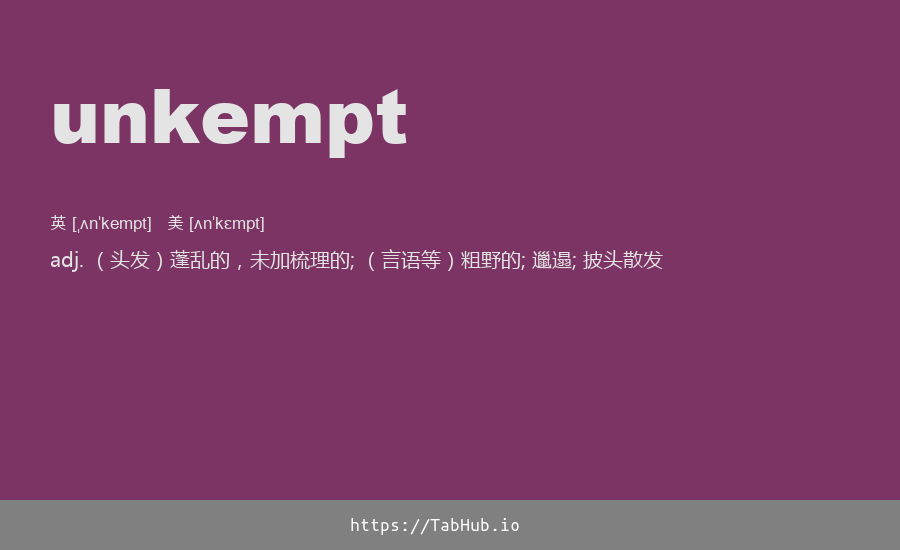 unkempt
英 [ˌʌnˈkempt] 美 [ʌnˈkɛmpt]
adj. （头发）蓬乱的，未加梳理的; （言语等）粗野的; 邋遢; 披头散发
https://TabHub.io